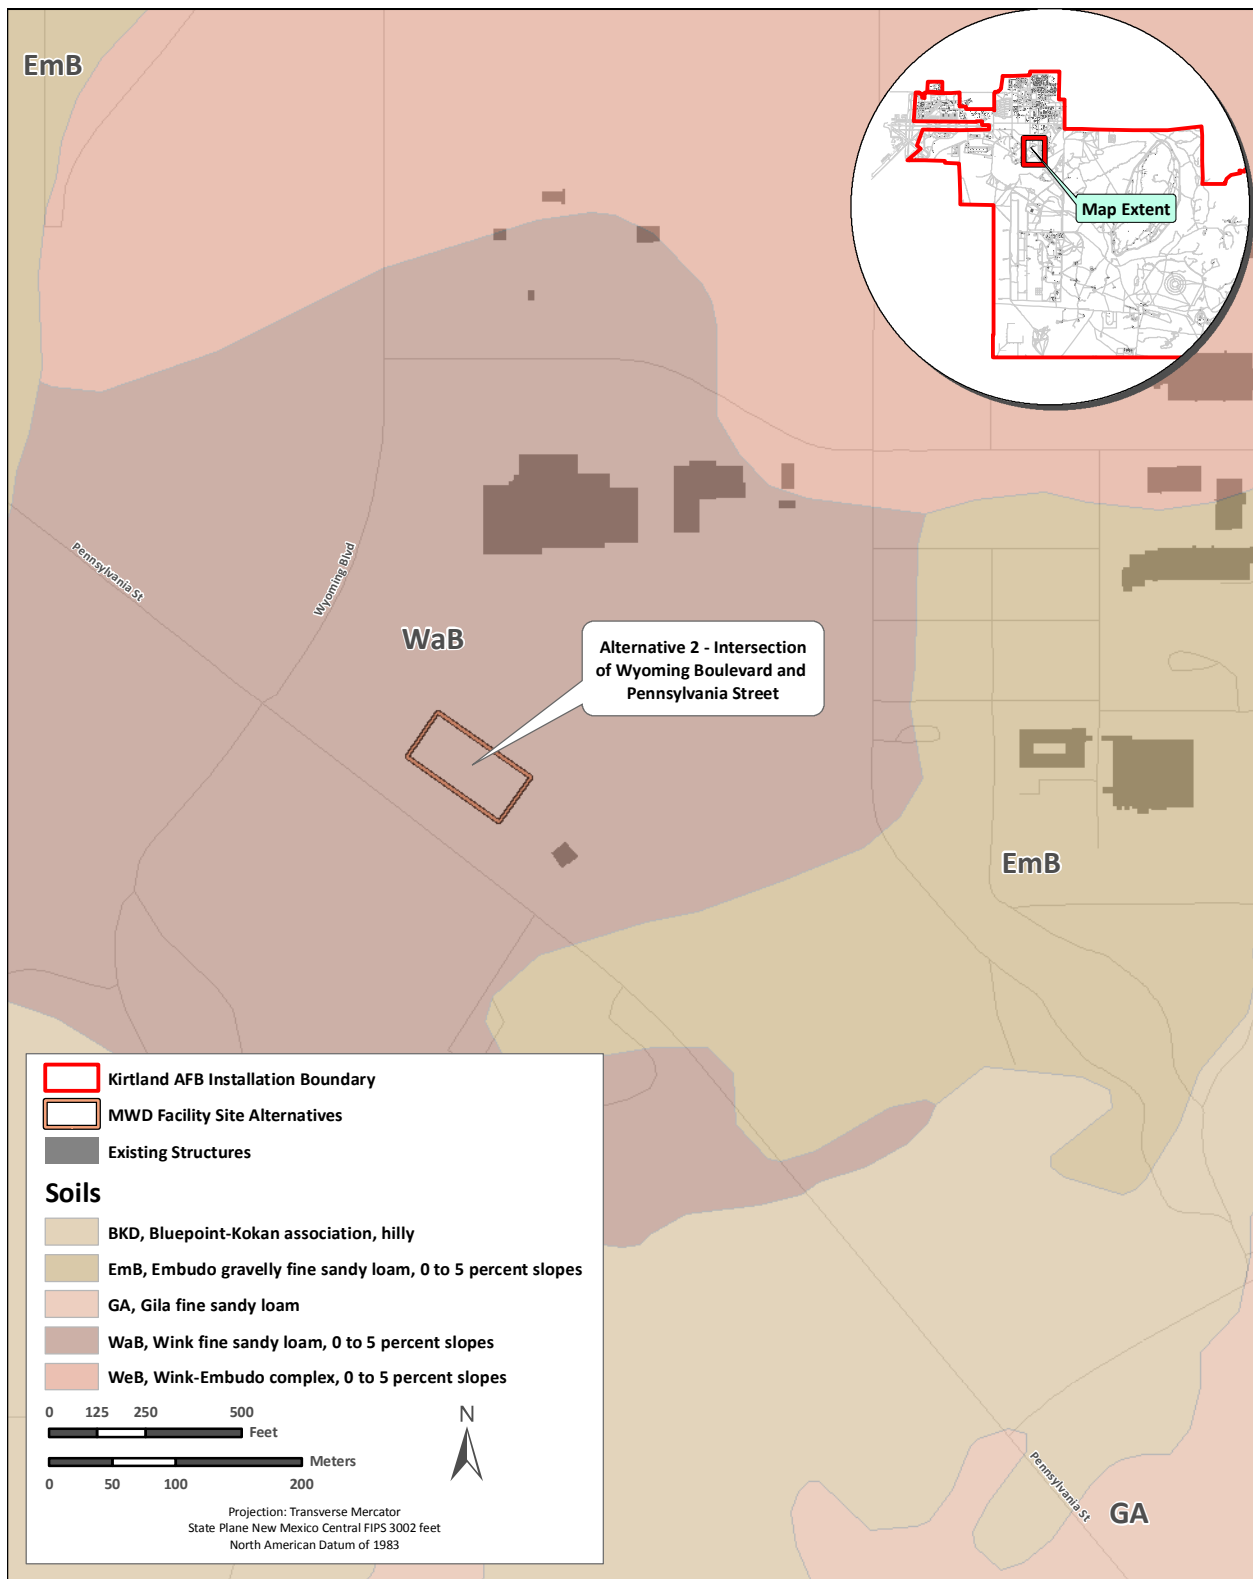 EmB
Map Extent
Pennsylvania St
Wyoming Blvd
WaB
Alternative 2 - Intersection
of Wyoming Boulevard and
Pennsylvania Street
EmB
Kirtland AFB Installation Boundary
MWD Facility Site Alternatives
Existing Structures
Soils
BKD, Bluepoint-Kokan association, hilly
EmB, Embudo gravelly fine sandy loam, 0 to 5 percent slopes
GA, Gila fine sandy loam
WaB, Wink fine sandy loam, 0 to 5 percent slopes
WeB, Wink-Embudo complex, 0 to 5 percent slopes
0 125 250 500
Feet
Meters
0 50 100 200
N
Projection: Transverse Mercator
State Plane New Mexico Central FIPS 3002 feet
North American Datum of 1983
Pennsylvania St
GA